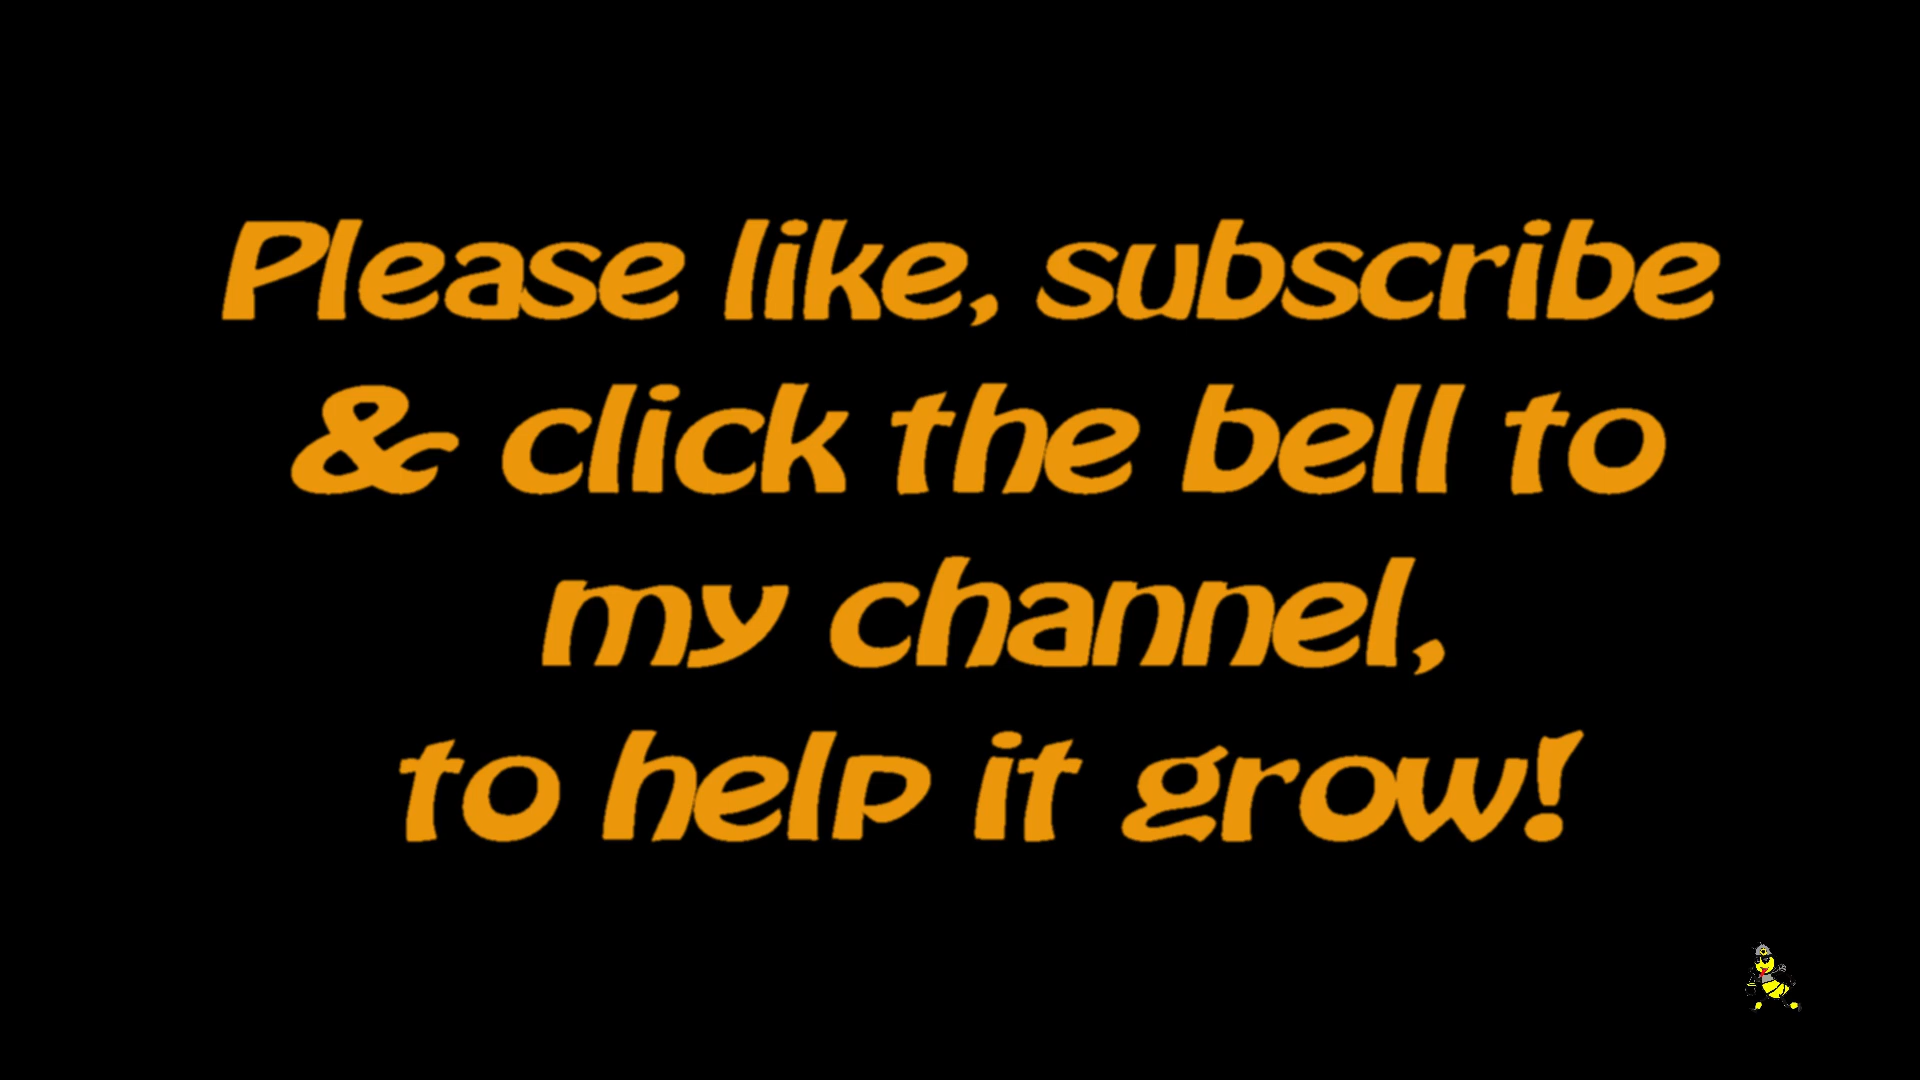 Please like, subscribe
& click the bell to
my channel,
to help it grow!